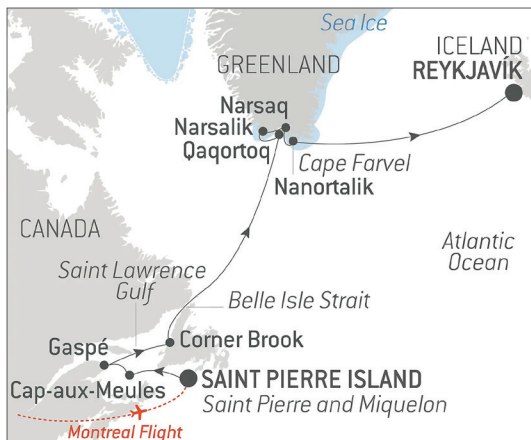 Sea Ice
ICELAND
REYKJAVÍK
GREENLAND
Narsaq
Narsalik
Qaqortoq
Cape Farvel
Nanortalik
CANADA
Atlantic
Ocean
Saint Lawrence
Gulf
Belle Isle Strait
Corner Brook
Gaspé
Cap-aux-Meules
SAINT PIERRE ISLAND
Saint Pierre and Miquelon
Montreal Flight